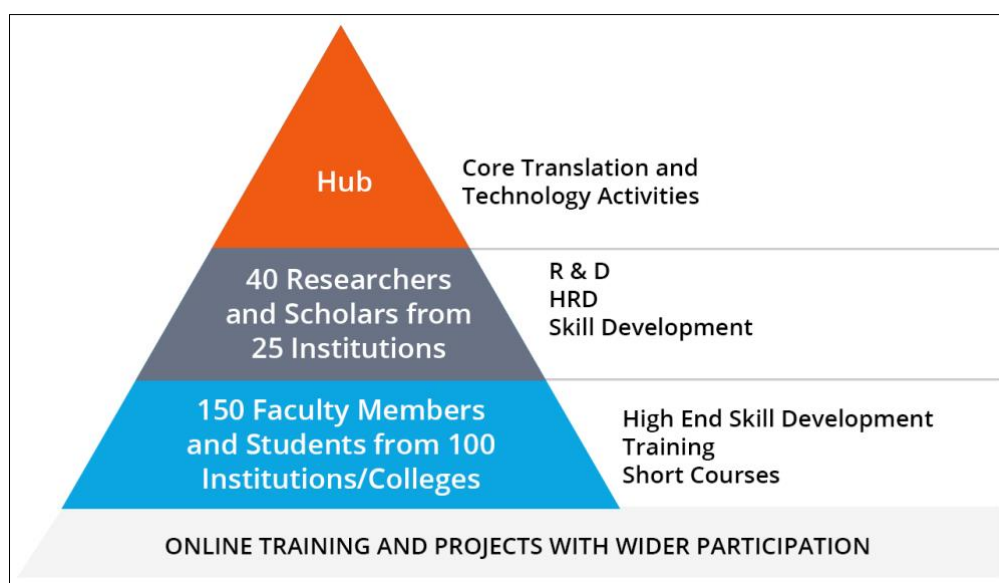 Hub
Core Translation and
Technology Activities
40 Researchers
and Scholars from
25 Institutions
R & D
HRD
Skill Development
150 Faculty Members
and Students from 100
Institutions/Colleges
High End Skill Development
Training
Short Courses
ONLINE TRAINING AND PROJECTS WITH WIDER PARTICIPATION